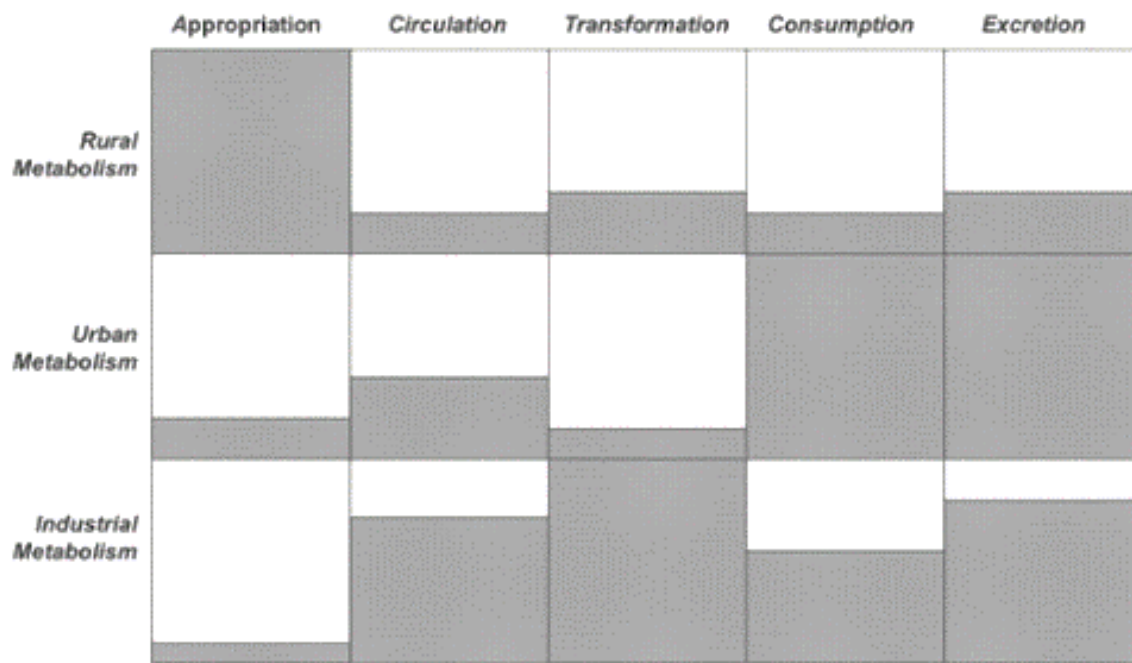 Appropriation Circulation Transformation Consumption Excretion
Rural
Metabolism
Urban
Metabolism
Industrial
Metabolism